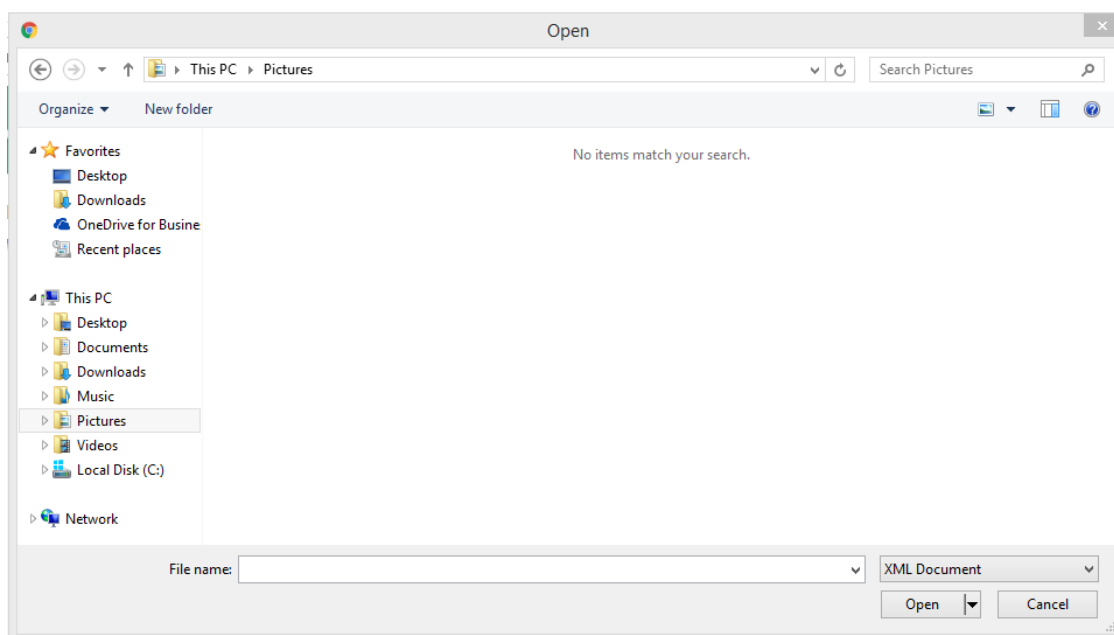 Open
This PC Pictures
Search Pictures
Organize
New folder
Favorites
Desktop
Downloads
OneDrive for Busine
Recent places
This PC
Desktop
Documents
Downloads
Music
Pictures
Videos
Local Disk (C:)
Network
No items match your search.
File name:
XML Document
Open
Cancel